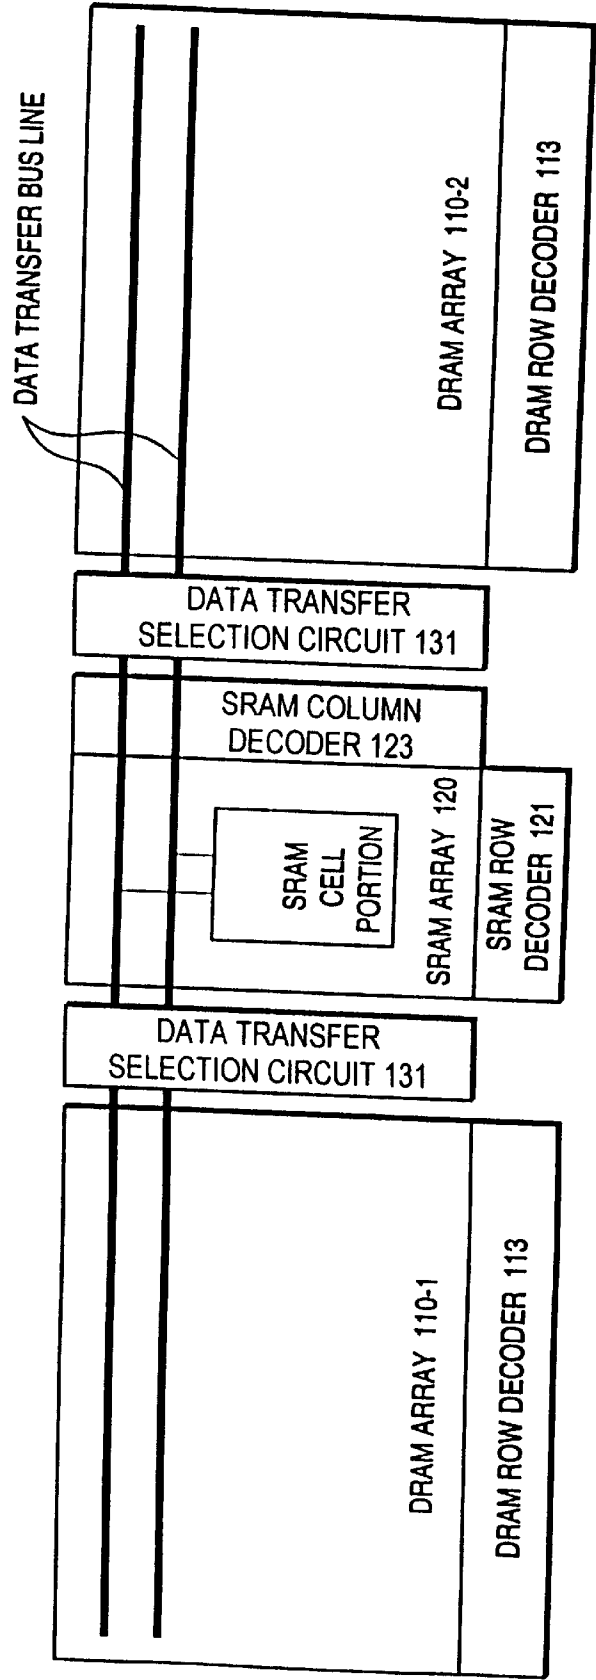 DATA TRANSFER BUS LINE
DRAM ARRAY 110-2
DRAM ROW DECODER 113
DATA TRANSFER
SELECTION CIRCUIT 131
SRAM COLUMN
DECODER 123
SRAM
CELL
PORTION
SRAM ARRAY 120
SRAM ROW
DECODER 121
DATA TRANSFER
SELECTION CIRCUIT 131
DRAM ARRAY 110-1
DRAM ROW DECODER 113